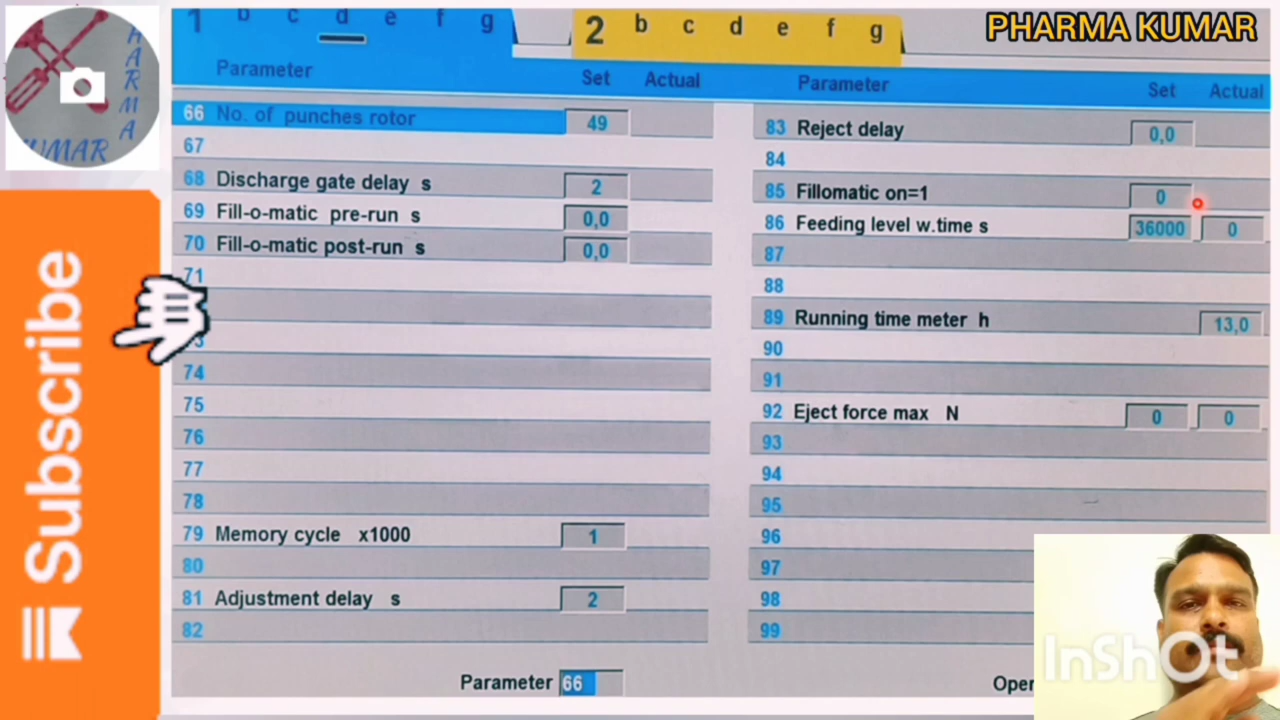 PHARMA KUMAR
HARMA
KUMAR
Subscribe
1 b c d e f g
2 b c d e f g
Parameter Set Actual
66 No. of punches rotor 49
67
68 Discharge gate delay s 2
69 Fill-o-matic pre-run s 0,0
70 Fill-o-matic post-run s 0,0
71
74
75
76
77
78
79 Memory cycle x1000 1
80
81 Adjustment delay s 2
82
Parameter Set Actual
83 Reject delay 0,0
84
85 Fillomatic on=1 0
86 Feeding level w.time s 36000 0
87
88
89 Running time meter h 13,0
90
91
92 Eject force max N 0 0
93
94
95
96
97
98
99
Parameter 66
Oper
InShOt